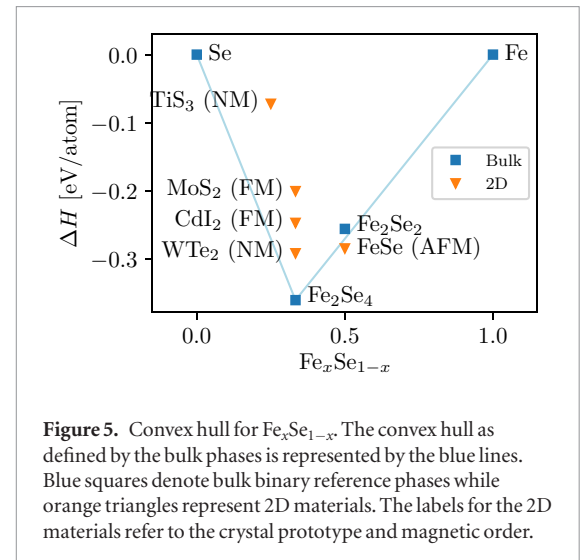 0.0
−0.1
−0.2
−0.3
ΔH [eV/atom]
Se
Fe
TiS₃ (NM)
MoS₂ (FM)
CdI₂ (FM)
WTe₂ (NM)
Bulk
2D
Fe₂Se₂
FeSe (AFM)
Fe₂Se₄
0.0 0.5 1.0
FeₓSe₁₋ₓ
Figure 5. Convex hull for FeₓSe₁₋ₓ. The convex hull as
defined by the bulk phases is represented by the blue lines.
Blue squares denote bulk binary reference phases while
orange triangles represent 2D materials. The labels for the 2D
materials refer to the crystal prototype and magnetic order.